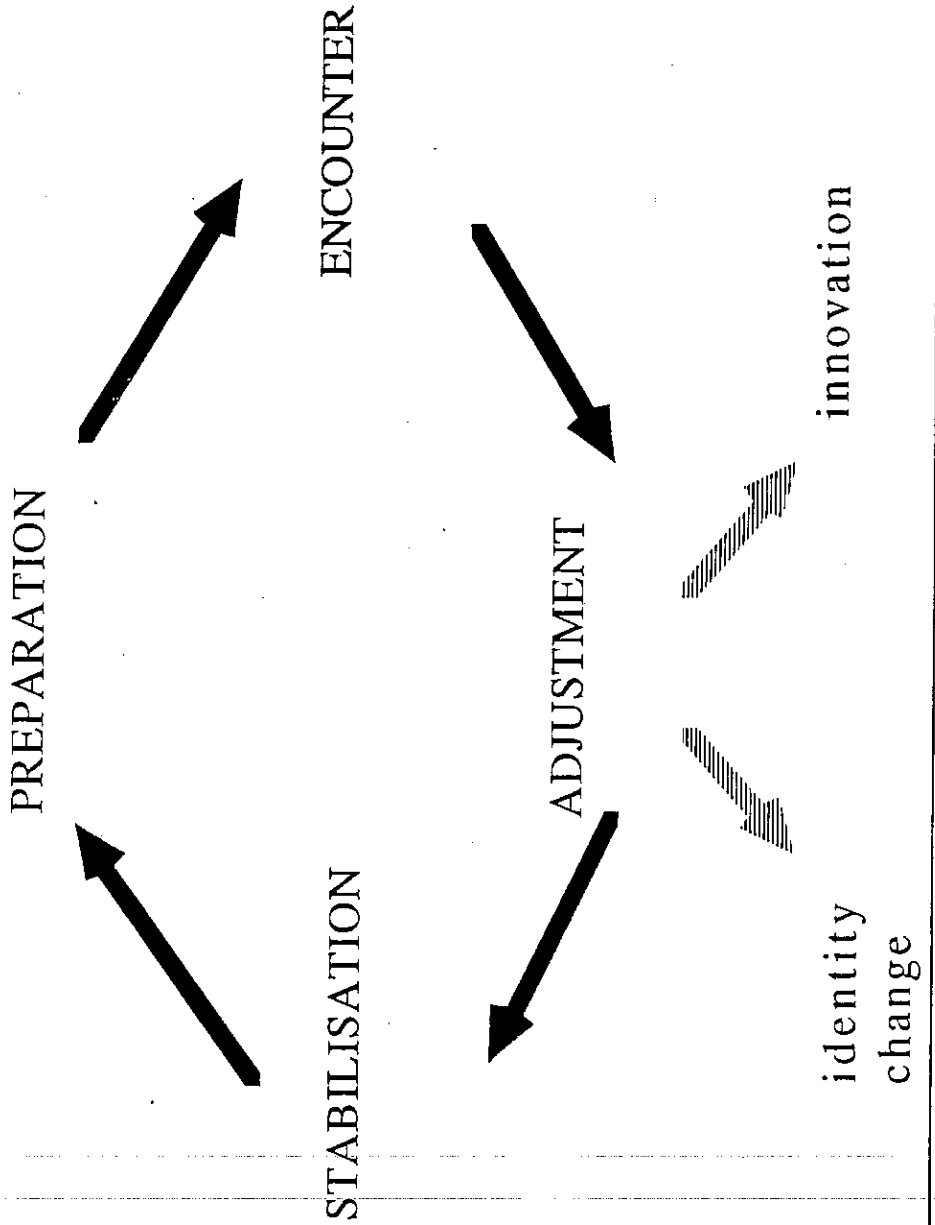 PREPARATION
ENCOUNTER
STABILISATION
ADJUSTMENT
innovation
identity
change